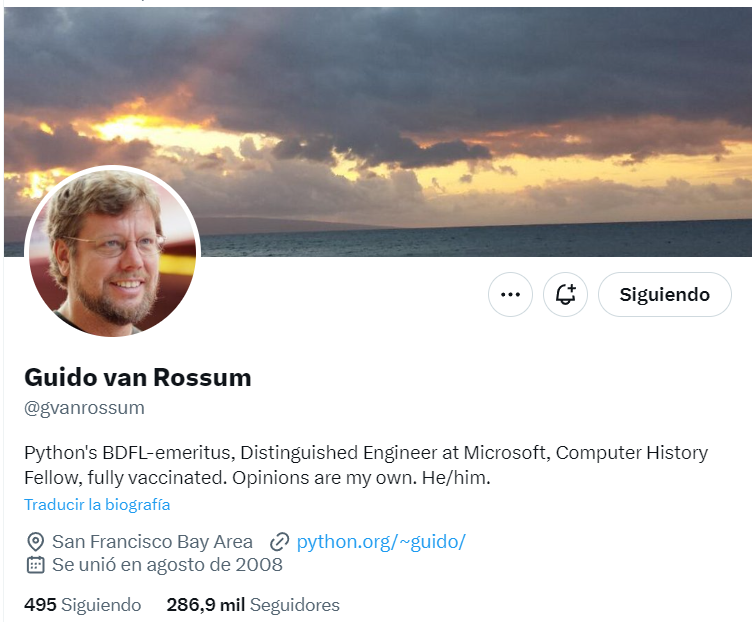 Siguiendo
Guido van Rossum
@gvanrossum
Python's BDFL-emeritus, Distinguished Engineer at Microsoft, Computer History
Fellow, fully vaccinated. Opinions are my own. He/him.
Traducir la biografía
San Francisco Bay Area python.org/~guido/
Se unió en agosto de 2008
495 Siguiendo 286,9 mil Seguidores